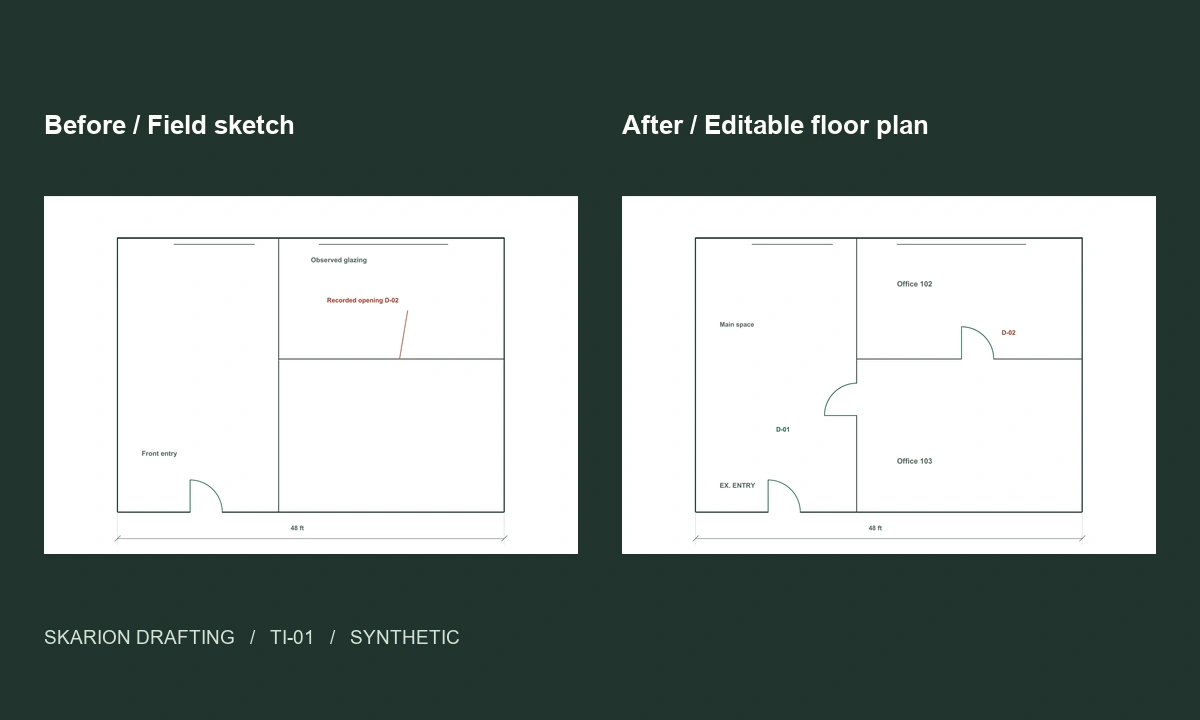 Before / Field sketch
Observed glazing
Recorded opening D-02
Front entry
48 ft
After / Editable floor plan
Office 102
Main space
D-02
D-01
Office 103
EX. ENTRY
48 ft
SKARION DRAFTING / TI-01 / SYNTHETIC